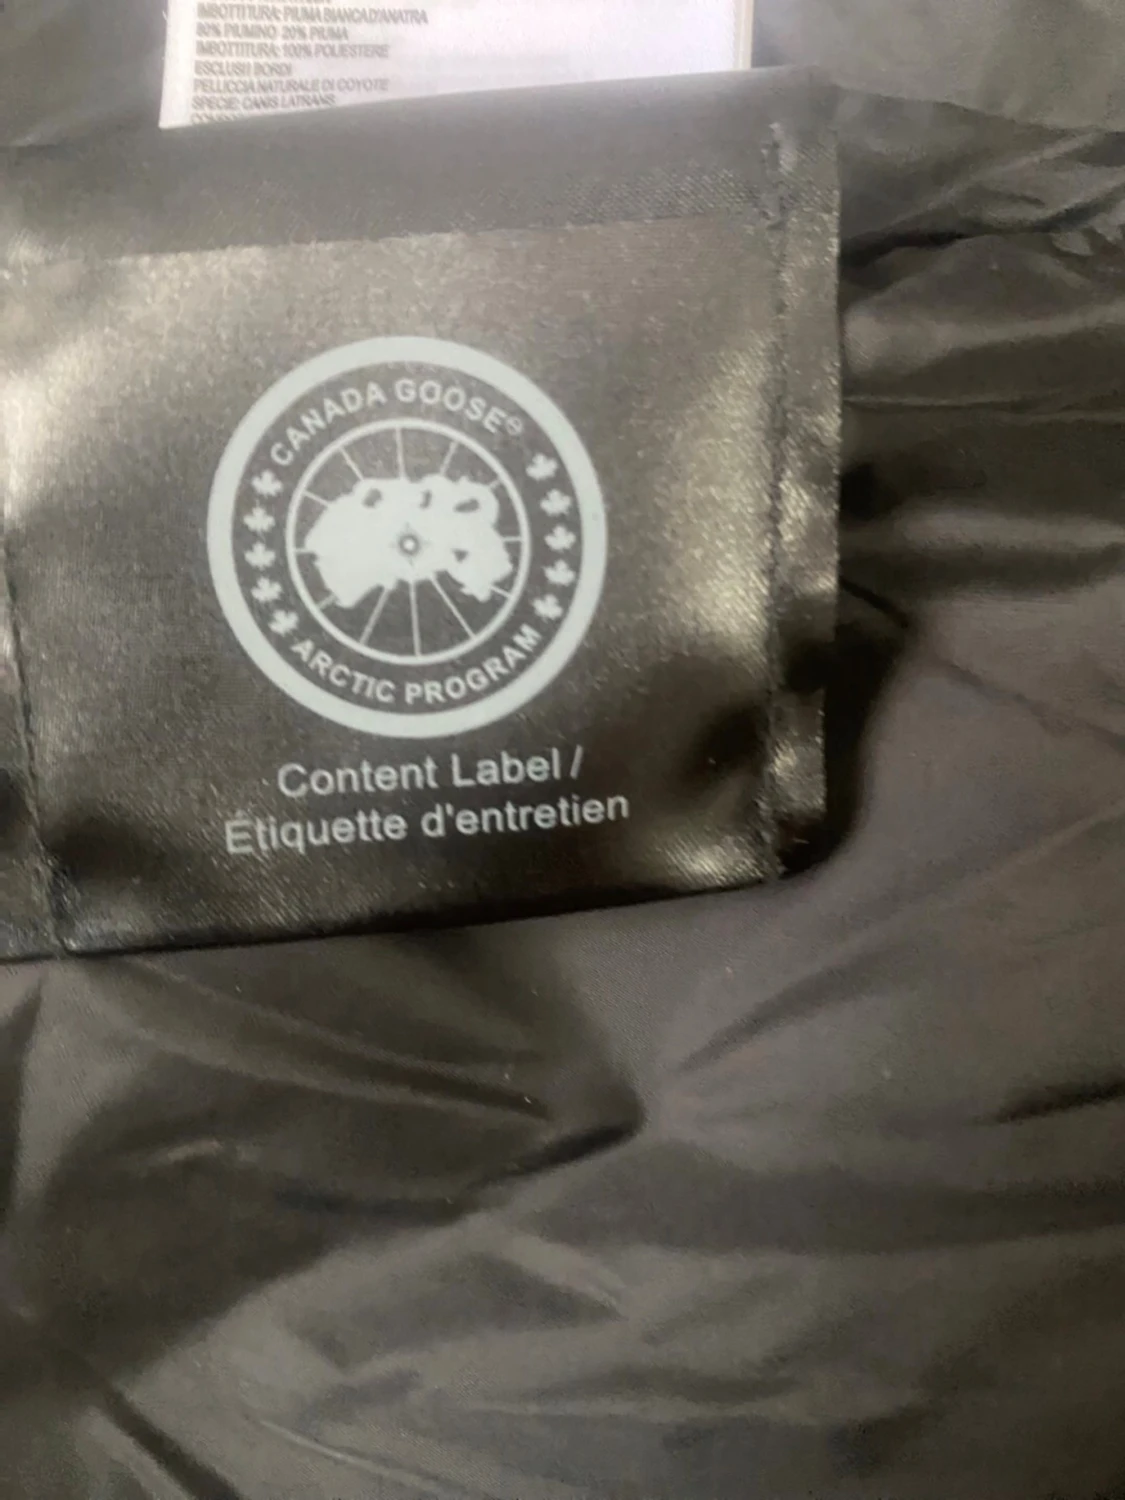 IMBOTTITURA: PIUMA BIANCA D'ANATRA
80% PIUMINO 20% PIUMA
IMBOTTITURA: 100% POLIESTERE
ESCLUSI I BORDI
PELLICCIA NATURALE DI COYOTE
SPECIE: CANIS LATRANS
CANADA GOOSE®
ARCTIC PROGRAM
Content Label /
Étiquette d'entretien